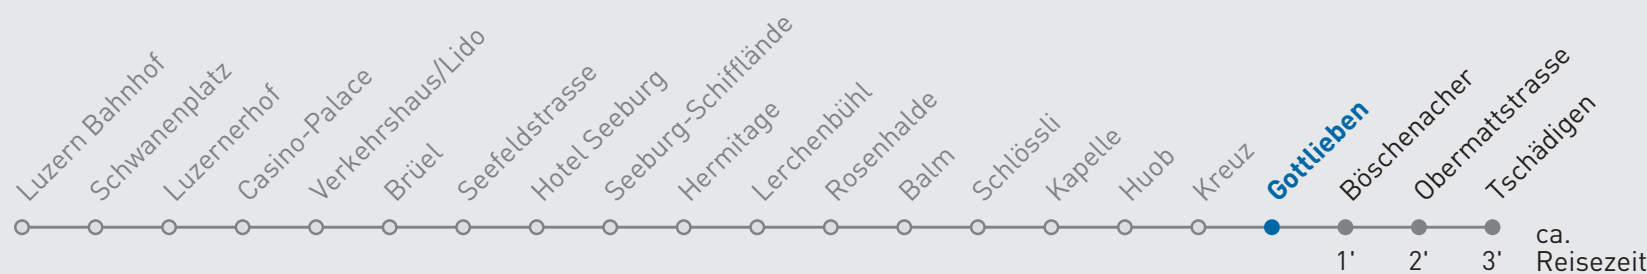 Luzern Bahnhof
Schwanenplatz
Luzernerhof
Casino-Palace
Verkehrshaus/Lido
Brüel
Seefeldstrasse
Hotel Seeburg
Seeburg-Schifflände
Hermitage
Lerchenbühl
Rosenhalde
Balm
Schlössli
Kapelle
Huob
Kreuz
Gottlieben
Böschenacher
Obermattstrasse
Tschädigen
1' 2' 3'
ca.
Reisezeit